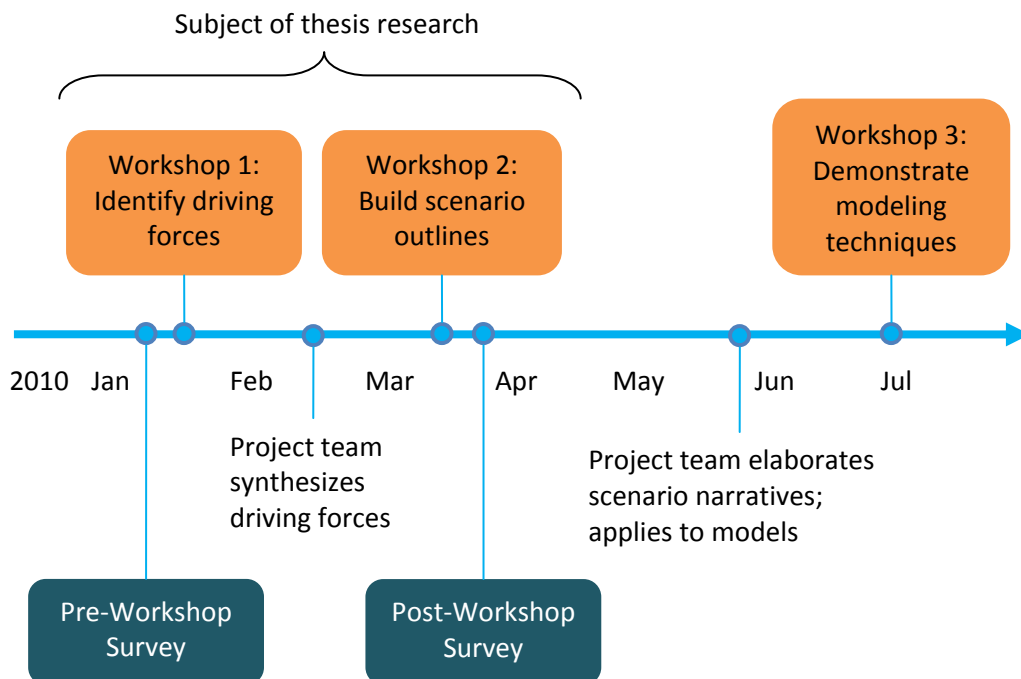 Subject of thesis research
Workshop 1:
Identify driving
forces
Workshop 2:
Build scenario
outlines
Workshop 3:
Demonstrate
modeling
techniques
2010 Jan Feb Mar Apr May Jun Jul
Project team
synthesizes
driving forces
Project team elaborates
scenario narratives;
applies to models
Pre-Workshop
Survey
Post-Workshop
Survey